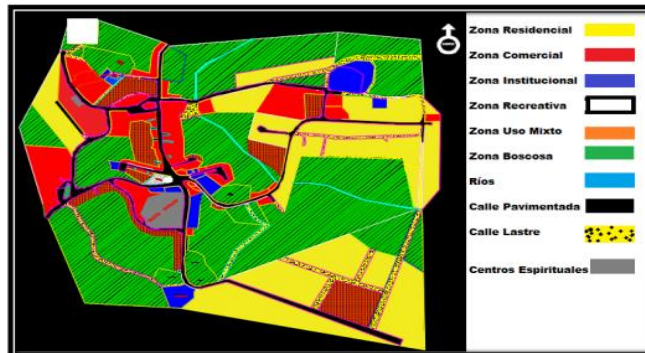 Zona Residencial
Zona Comercial
Zona Institucional
Zona Recreativa
Zona Uso Mixto
Zona Boscosa
Ríos
Calle Pavimentada
Calle Lastre
Centros Espirituales